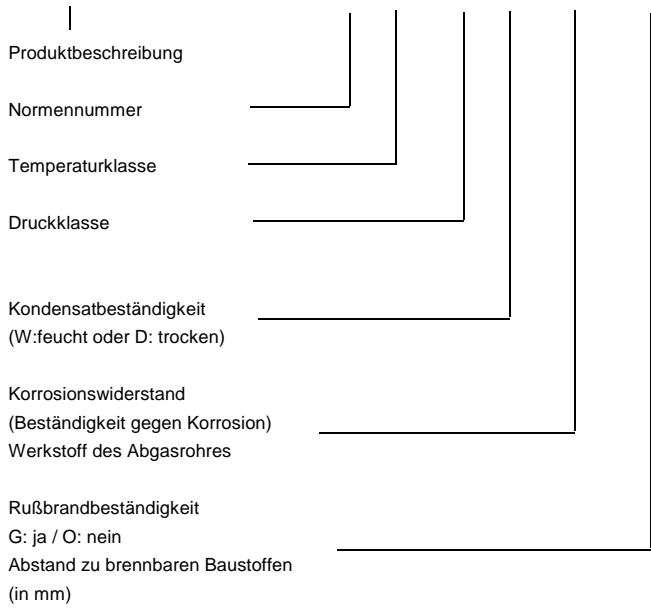 Produktbeschreibung
Normennummer
Temperaturklasse
Druckklasse
Kondensatbeständigkeit
(W:feucht oder D: trocken)
Korrosionswiderstand
(Beständigkeit gegen Korrosion)
Werkstoff des Abgasrohres
Rußbrandbeständigkeit
G: ja / O: nein
Abstand zu brennbaren Baustoffen
(in mm)